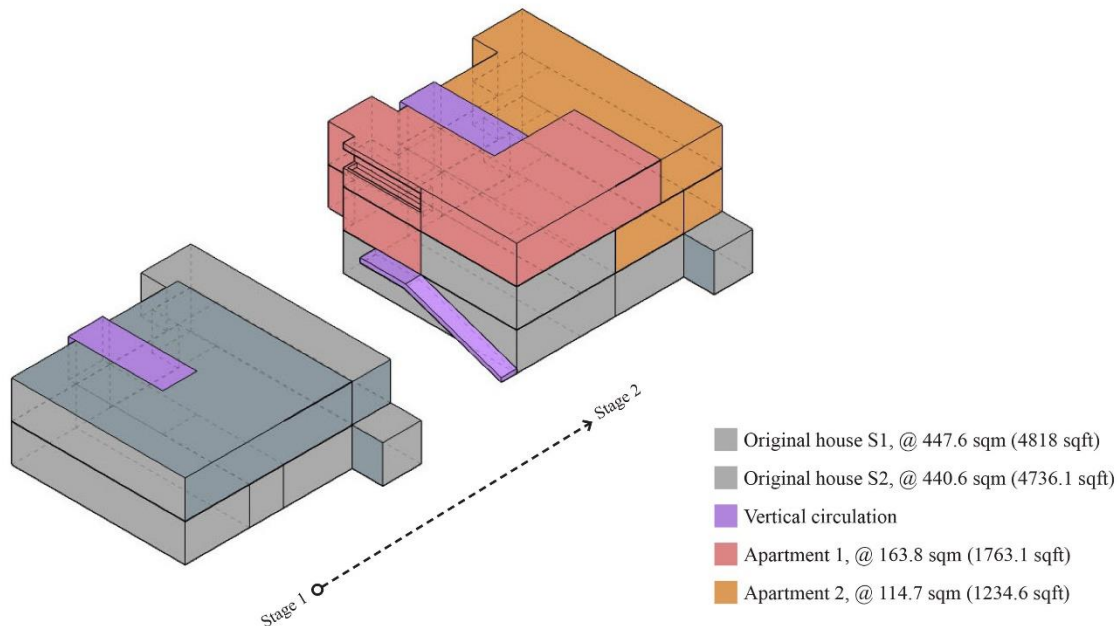 Stage 2
Stage 1
Original house S1, @ 447.6 sqm (4818 sqft)
Original house S2, @ 440.6 sqm (4736.1 sqft)
Vertical circulation
Apartment 1, @ 163.8 sqm (1763.1 sqft)
Apartment 2, @ 114.7 sqm (1234.6 sqft)